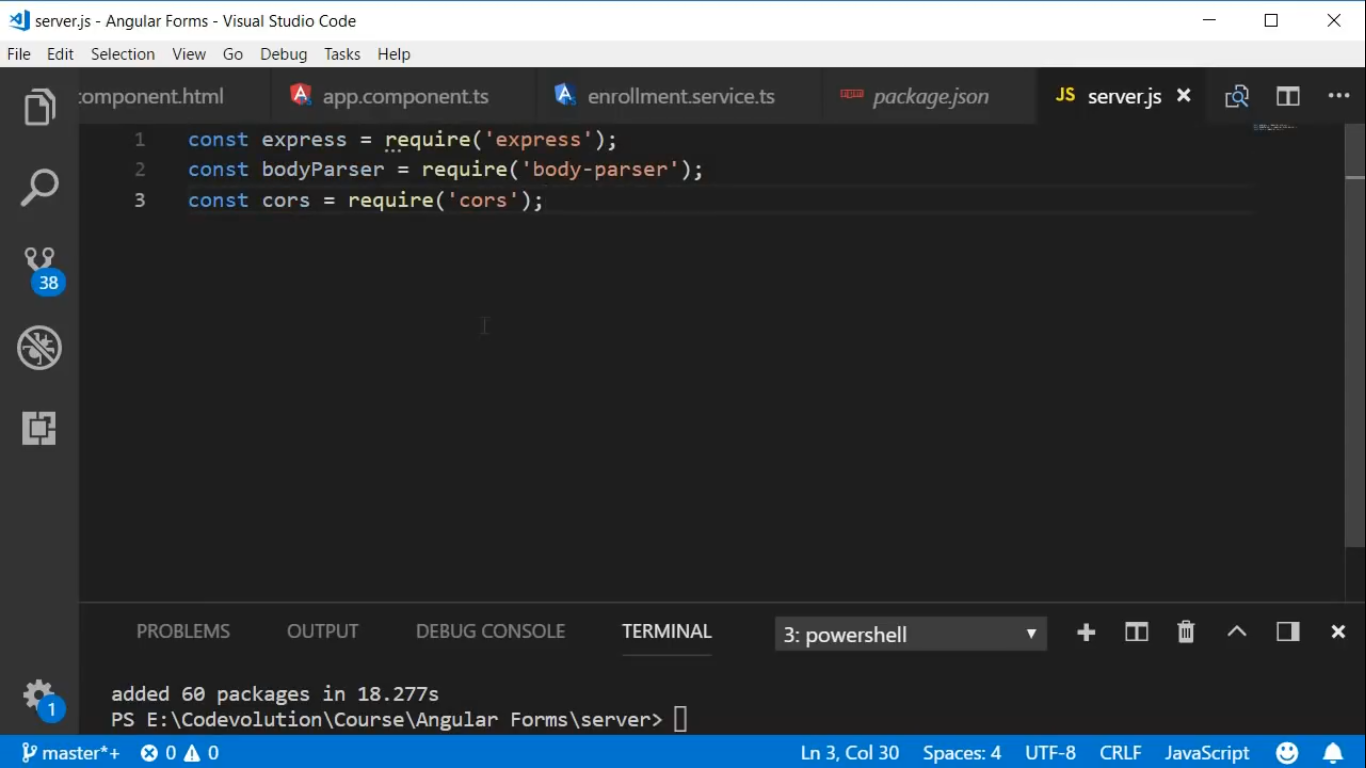 server.js - Angular Forms - Visual Studio Code
File Edit Selection View Go Debug Tasks Help
component.html app.component.ts enrollment.service.ts package.json JS server.js
1 const express = require('express');
2 const bodyParser = require('body-parser');
3 const cors = require('cors');
38
PROBLEMS OUTPUT DEBUG CONSOLE TERMINAL 3: powershell
added 60 packages in 18.277s
PS E:\Codevolution\Course\Angular Forms\server>
1
master*+ 0 0 Ln 3, Col 30 Spaces: 4 UTF-8 CRLF JavaScript